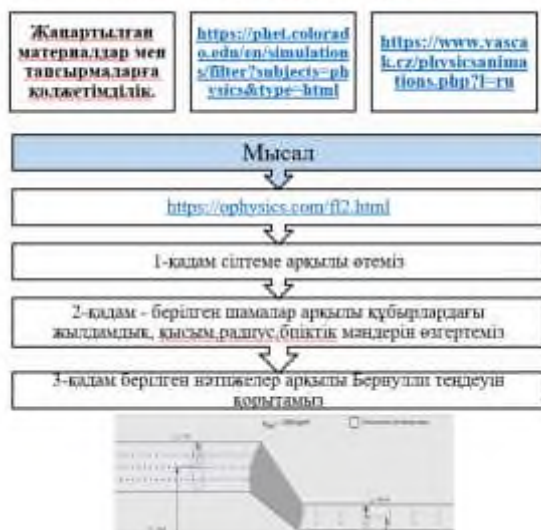 Жаңартылған
материалдар мен
тапсырмаларға
қолжетімділік.
https://phet.colorad
o.edu/en/simulation
s/filter?subjects=ph
ysics&type=html
https://www.vasca
k.cz/physicsanima
tions.php?l=ru
Мысал
https://ophysics.com/fl2.html
1-қадам сілтеме арқылы өтеміз
2-қадам - берілген шамалар арқылы құбырлардағы
жылдамдық, қысым,радиус,биіктік мәндерін өзгертеміз
3-қадам берілген нәтижелер арқылы Бернулли теңдеуін
қорытамыз